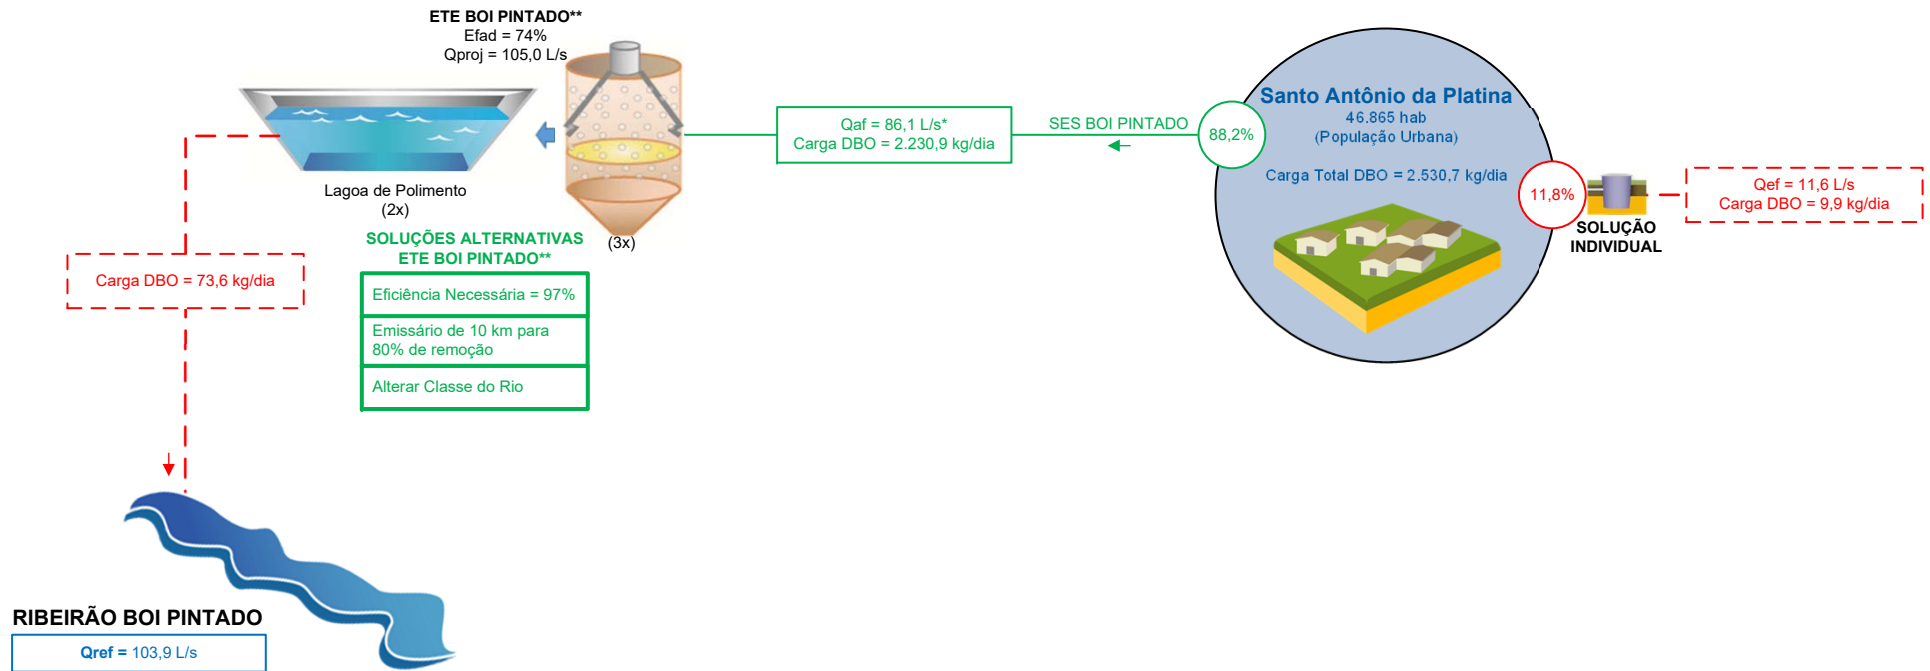 ETE BOI PINTADO**
Efad = 74%
Qproj = 105,0 L/s
Lagoa de Polimento
(2x)
(3x)
Qaf = 86,1 L/s*
Carga DBO = 2.230,9 kg/dia
SES BOI PINTADO
88,2%
Santo Antônio da Platina
46.865 hab
(População Urbana)
Carga Total DBO = 2.530,7 kg/dia
11,8%
SOLUÇÃO
INDIVIDUAL
Qef = 11,6 L/s
Carga DBO = 9,9 kg/dia
SOLUÇÕES ALTERNATIVAS
ETE BOI PINTADO**
Eficiência Necessária = 97%
Emissário de 10 km para
80% de remoção
Alterar Classe do Rio
Carga DBO = 73,6 kg/dia
RIBEIRÃO BOI PINTADO
Qref = 103,9 L/s